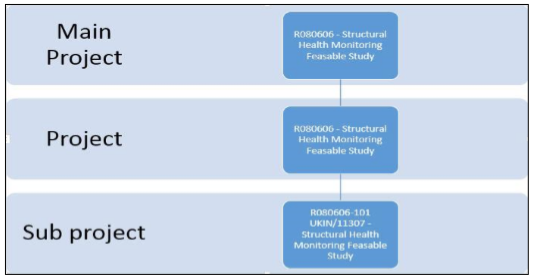 Main
Project
R080606 - Structural
Health Monitoring
Feasable Study
Project
R080606 - Structural
Health Monitoring
Feasable Study
Sub project
R080606-101
UKIN/11307 -
Structural Health
Monitoring Feasable
Study